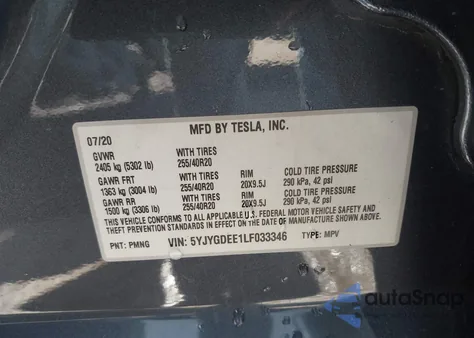 MFD BY TESLA, INC.
07/20
GVWR
2405 kg (5302 lb) WITH TIRES 255/40R20
GAWR FRT
1363 kg (3004 lb) WITH TIRES 255/40R20 RIM 20X9.5J COLD TIRE PRESSURE 290 kPa, 42 psi
GAWR RR
1500 kg (3306 lb) WITH TIRES 255/40R20 RIM 20X9.5J COLD TIRE PRESSURE 290 kPa, 42 psi
THIS VEHICLE CONFORMS TO ALL APPLICABLE U.S. FEDERAL MOTOR VEHICLE SAFETY AND
THEFT PREVENTION STANDARDS IN EFFECT ON THE DATE OF MANUFACTURE SHOWN ABOVE.
PNT: PMNG VIN: 5YJYGDEE1LF033346 TYPE: MPV
autoSnap